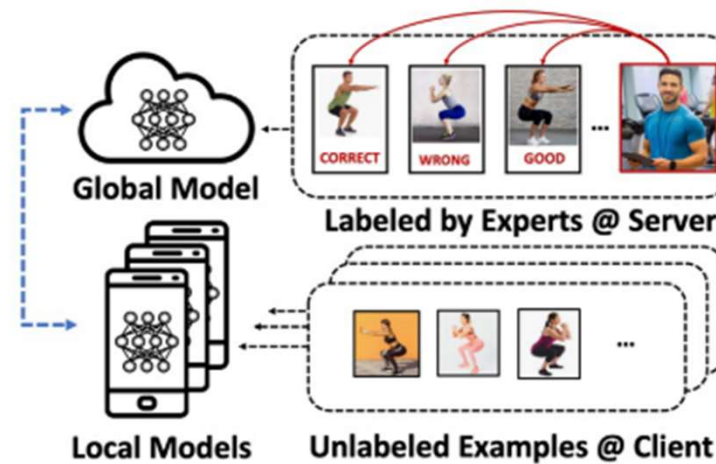 CORRECT
WRONG
GOOD
...
Global Model
Labeled by Experts @ Server
...
Local Models
Unlabeled Examples @ Client